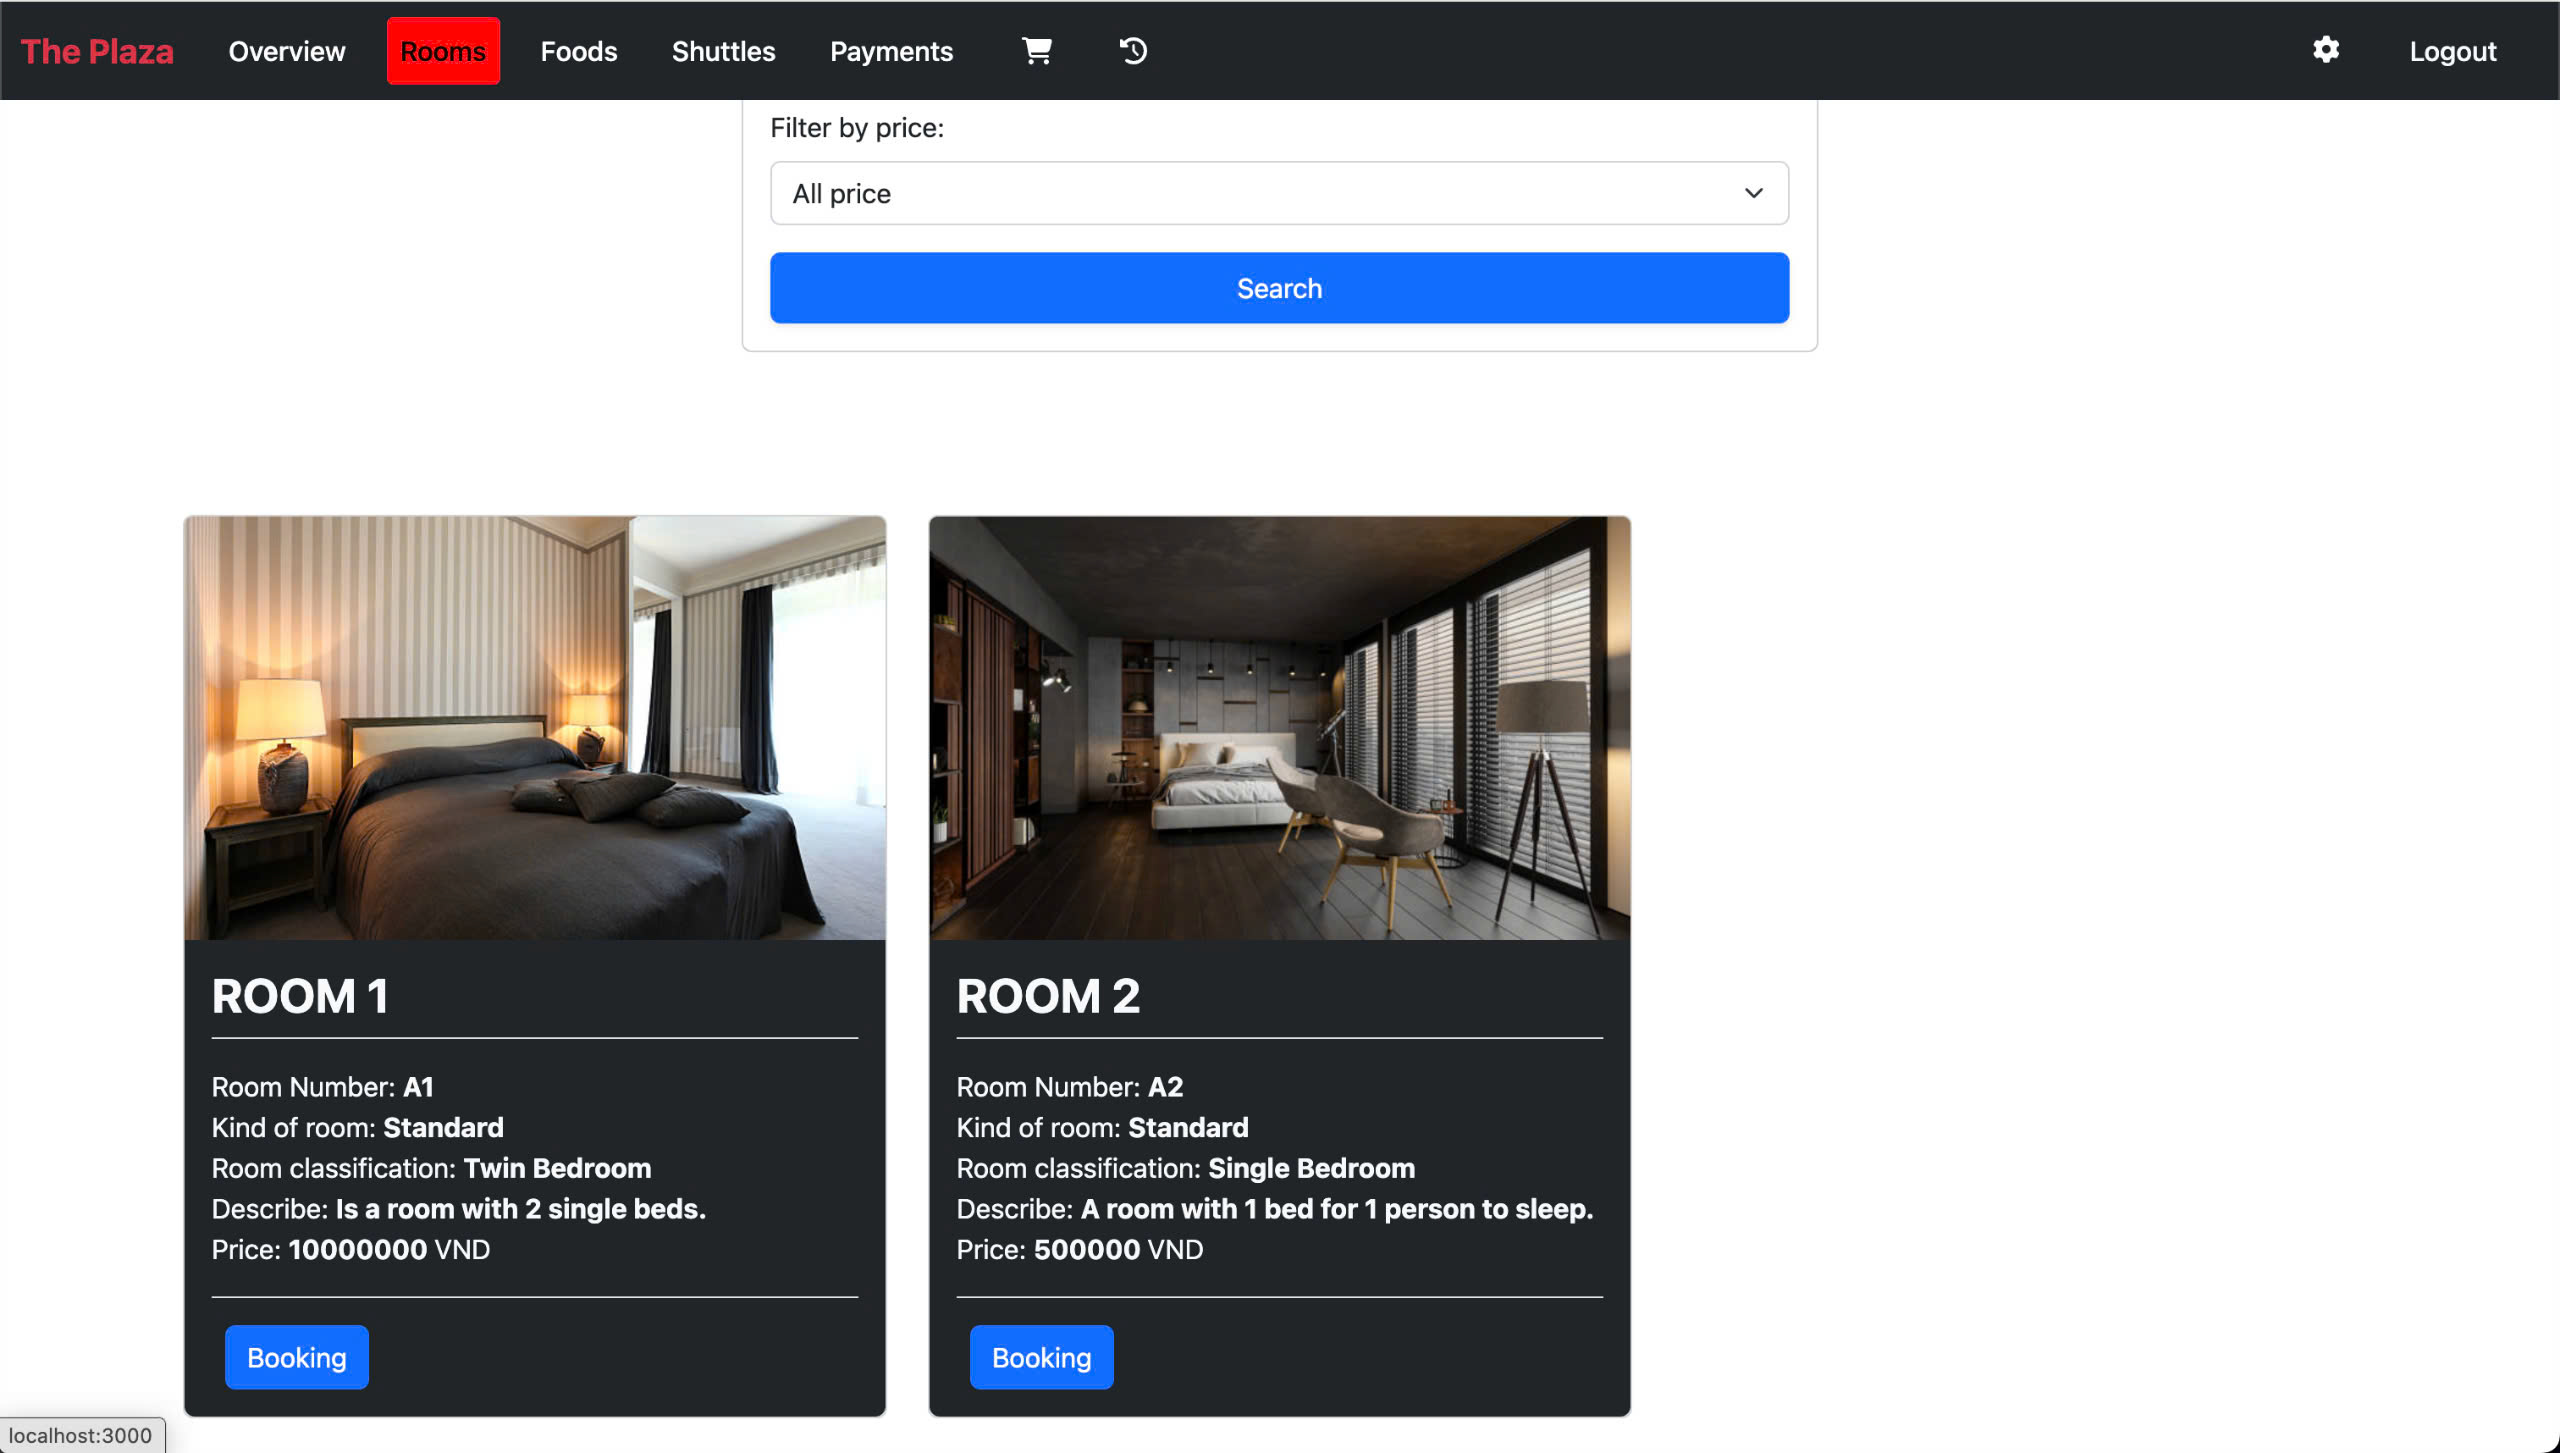 The Plaza Overview Rooms Foods Shuttles Payments Logout
Filter by price:
All price
Search
ROOM 1
Room Number: A1
Kind of room: Standard
Room classification: Twin Bedroom
Describe: Is a room with 2 single beds.
Price: 10000000 VND
Booking
ROOM 2
Room Number: A2
Kind of room: Standard
Room classification: Single Bedroom
Describe: A room with 1 bed for 1 person to sleep.
Price: 500000 VND
Booking
localhost:3000